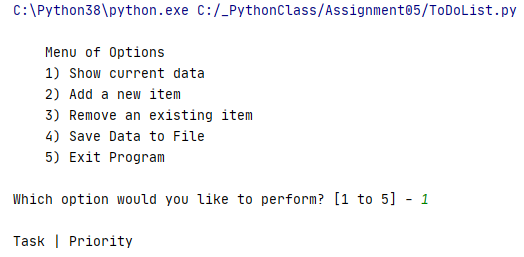 C:\Python38\python.exe C:/_PythonClass/Assignment05/ToDoList.py
Menu of Options
1) Show current data
2) Add a new item
3) Remove an existing item
4) Save Data to File
5) Exit Program
Which option would you like to perform? [1 to 5] - 1
Task | Priority